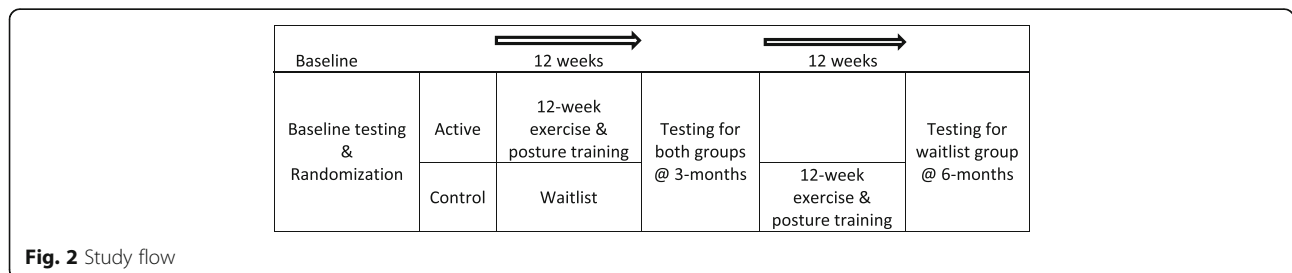 Baseline 12 weeks 12 weeks
Baseline testing
&
Randomization
Active
12-week
exercise &
posture training
Testing for
both groups
@ 3-months
Testing for
waitlist group
@ 6-months
Control
Waitlist
12-week
exercise &
posture training
Fig. 2 Study flow